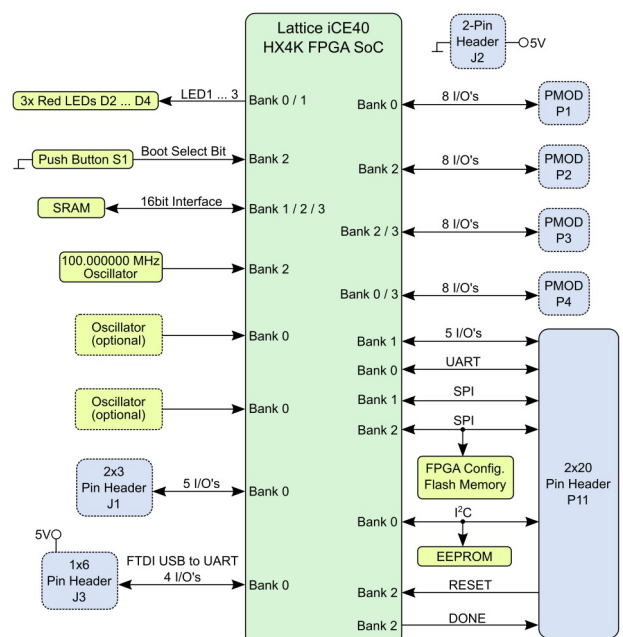 Lattice iCE40
HX4K FPGA SoC
2-Pin
Header
J2
5V
3x Red LEDs D2 ... D4
LED1 ... 3
Bank 0 / 1
Bank 0
8 I/O's
PMOD
P1
Push Button S1
Boot Select Bit
Bank 2
Bank 2
8 I/O's
PMOD
P2
SRAM
16bit Interface
Bank 1 / 2 / 3
Bank 2 / 3
8 I/O's
PMOD
P3
100.000000 MHz
Oscillator
Bank 2
Bank 0 / 3
8 I/O's
PMOD
P4
Oscillator
(optional)
Bank 0
Bank 1
5 I/O's
Bank 0
UART
Bank 1
SPI
Oscillator
(optional)
Bank 0
Bank 2
SPI
FPGA Config.
Flash Memory
2x20
Pin Header
P11
2x3
Pin Header
J1
5 I/O's
Bank 0
Bank 0
I²C
EEPROM
5V
1x6
Pin Header
J3
FTDI USB to UART
4 I/O's
Bank 0
Bank 2
RESET
Bank 2
DONE